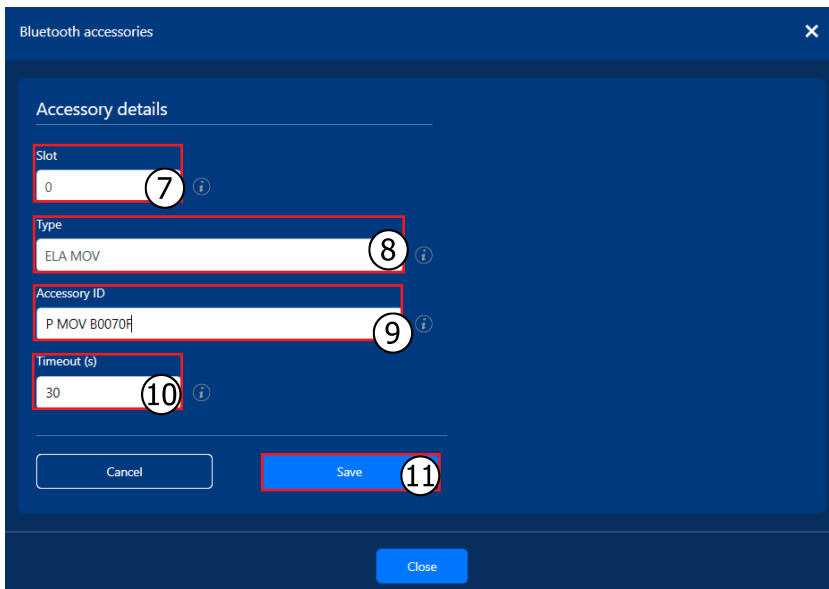 Bluetooth accessories
Accessory details
Slot
0 7 i
Type
ELA MOV 8 i
Accessory ID
P MOV B0070F 9 i
Timeout (s)
30 10 i
Cancel Save 11
Close